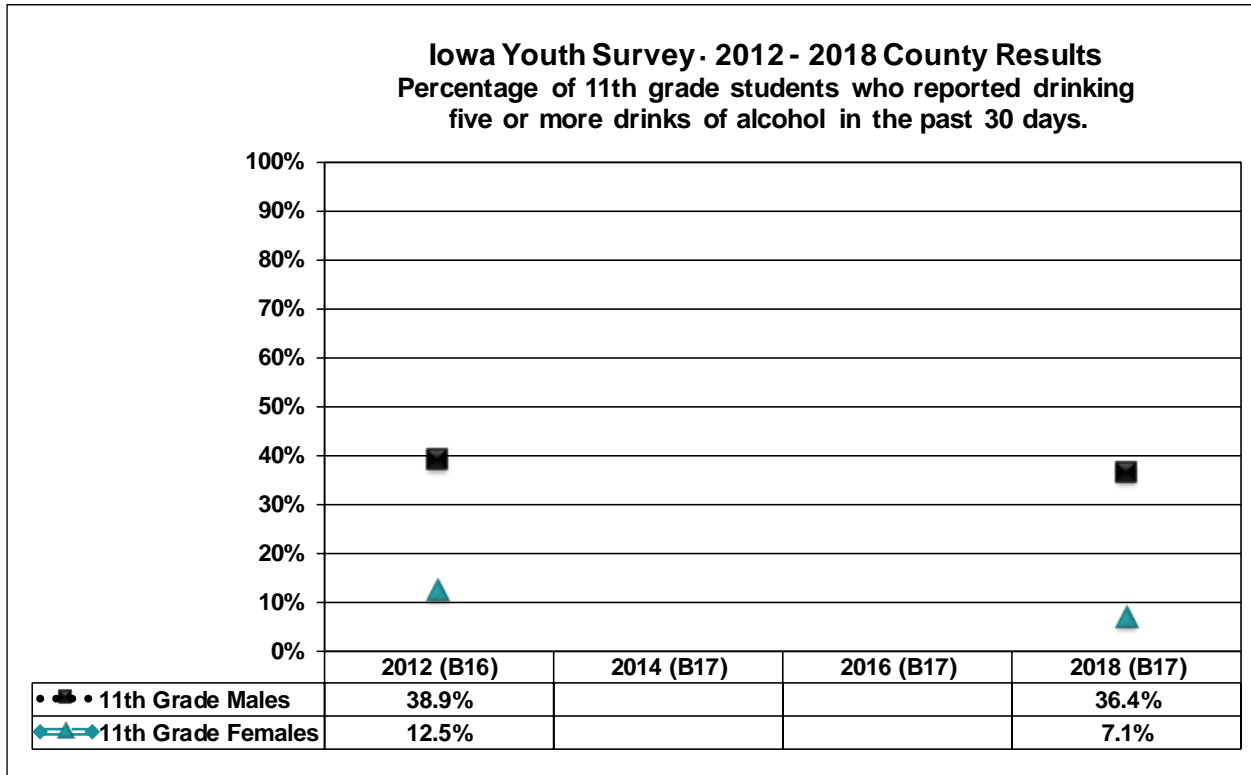 Iowa Youth Survey · 2012 - 2018 County Results
Percentage of 11th grade students who reported drinking
five or more drinks of alcohol in the past 30 days.
100%
90%
80%
70%
60%
50%
40%
30%
20%
10%
0%
2012 (B16) 2014 (B17) 2016 (B17) 2018 (B17)
11th Grade Males 38.9% 36.4%
11th Grade Females 12.5% 7.1%